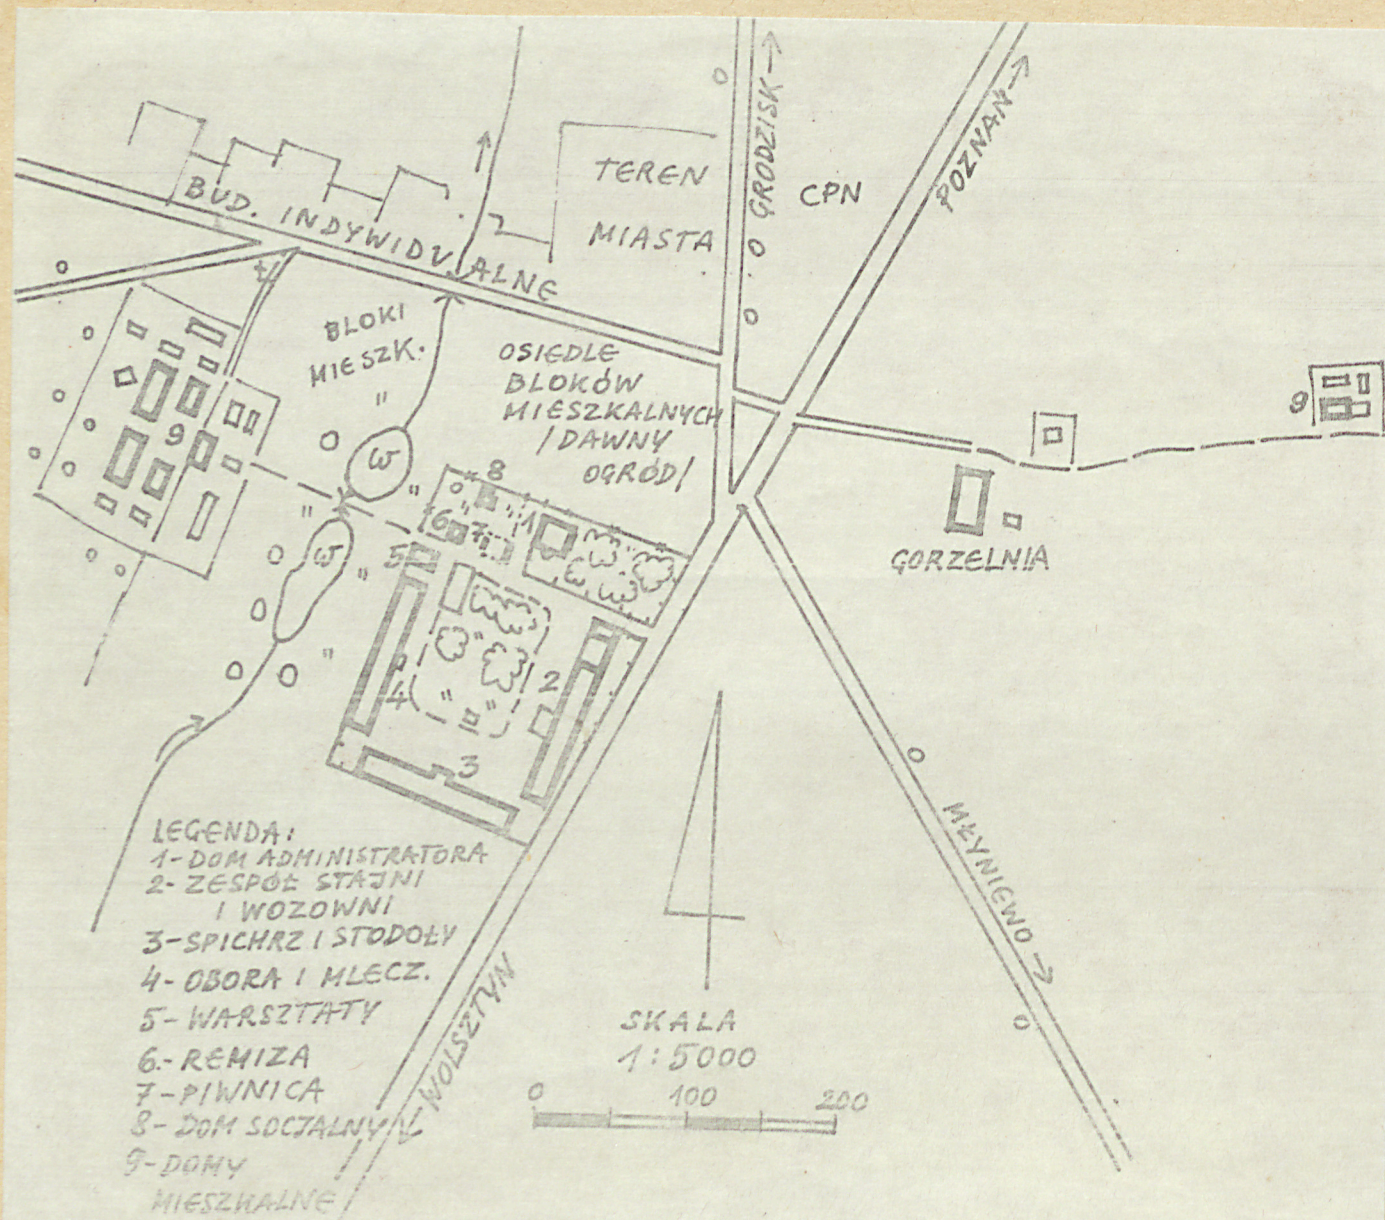 GRODZISK →
POZNAŃ →
CPN
TEREN
MIASTA
BUD. INDYWIDUALNE
BLOKI
MIESZK.
OSIEDLE
BLOKÓW
MIESZKALNYCH
/DAWNY
OGRÓD/
W
W
9
9
8
6
7
1
5
4
2
3
GORZELNIA
MŁYNIEWO →
WOLSZTYN
LEGENDA:
1-DOM ADMINISTRATORA
2-ZESPÓŁ STAJNI
I WOZOWNI
3-SPICHRZ I STODOŁY
4-OBORA I MLECZ.
5-WARSZTATY
6.-REMIZA
7-PIWNICA
8-DOM SOCJALNY
9-DOMY
MIESZKALNE
SKALA
1:5000
0 100 200